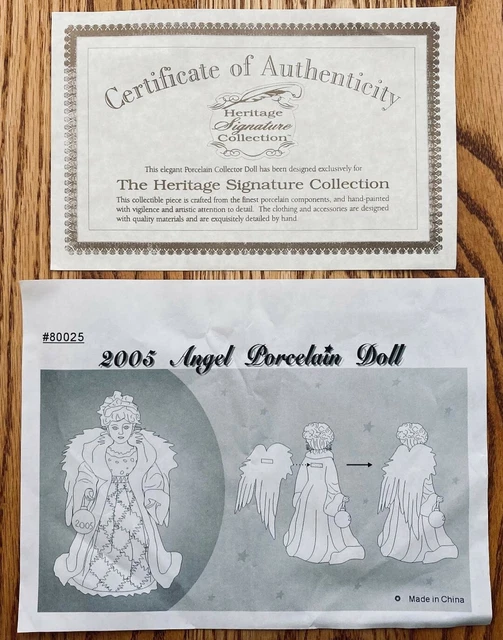 Certificate of Authenticity
Heritage
Signature
Collection™
This elegant Porcelain Collector Doll has been designed exclusively for
The Heritage Signature Collection
This collectible piece is crafted from the finest porcelain components, and hand-painted
with vigilence and artistic attention to detail. The clothing and accessories are designed
with quality materials and are exquisitely detailed by hand
#80025
2005 Angel Porcelain Doll
2005
Made in China